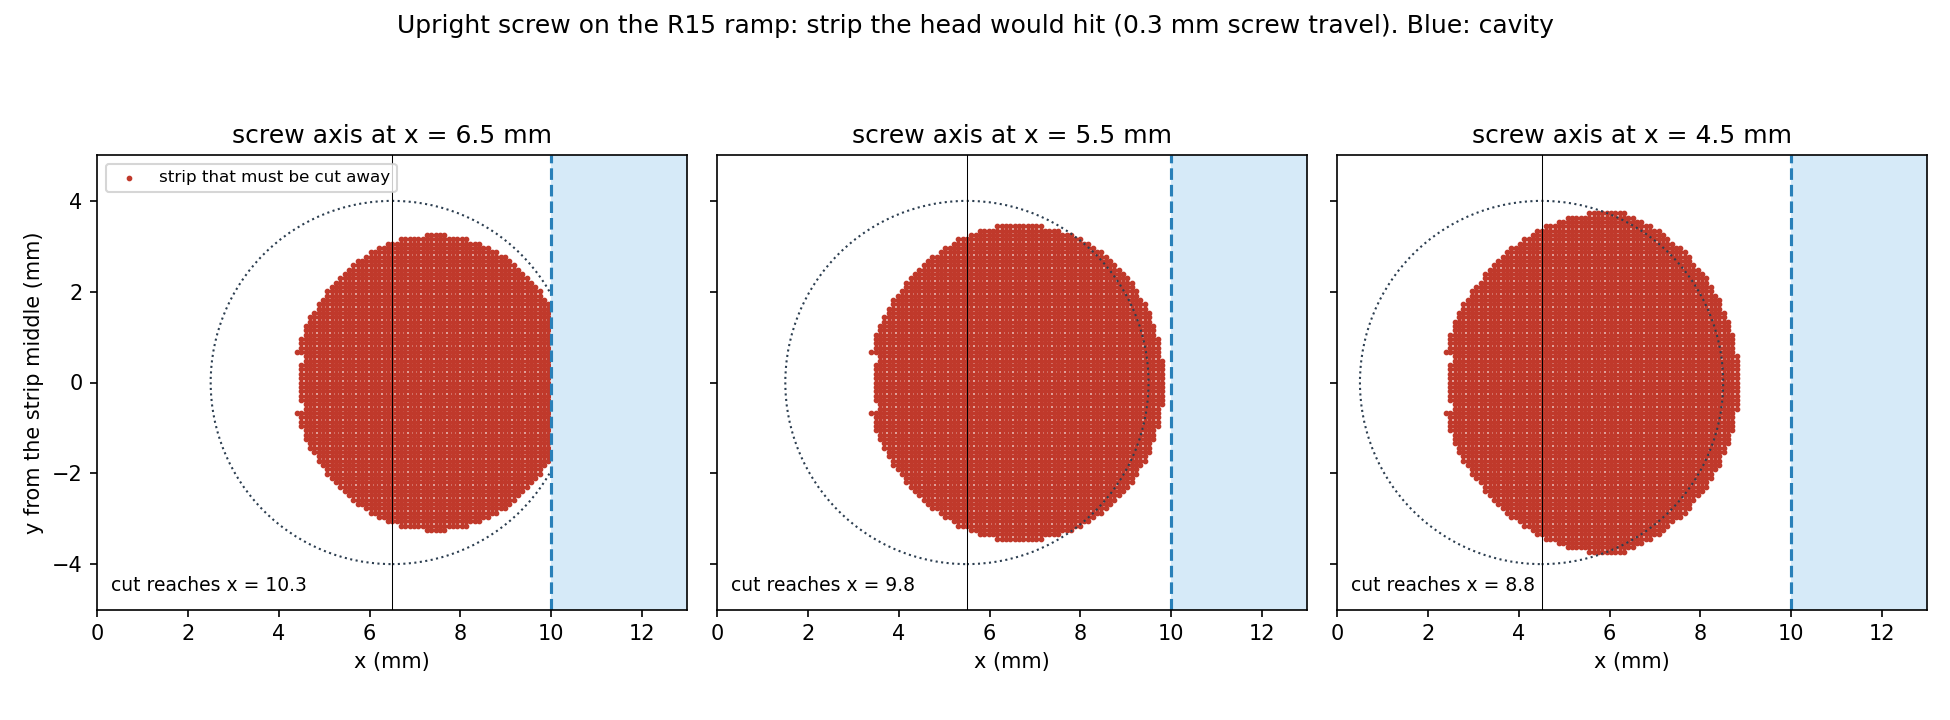 Upright screw on the R15 ramp: strip the head would hit (0.3 mm screw travel). Blue: cavity
screw axis at x = 6.5 mm
screw axis at x = 5.5 mm
screw axis at x = 4.5 mm
strip that must be cut away
y from the strip middle (mm)
4
2
0
−2
−4
cut reaches x = 10.3
cut reaches x = 9.8
cut reaches x = 8.8
0 2 4 6 8 10 12
0 2 4 6 8 10 12
0 2 4 6 8 10 12
x (mm)
x (mm)
x (mm)